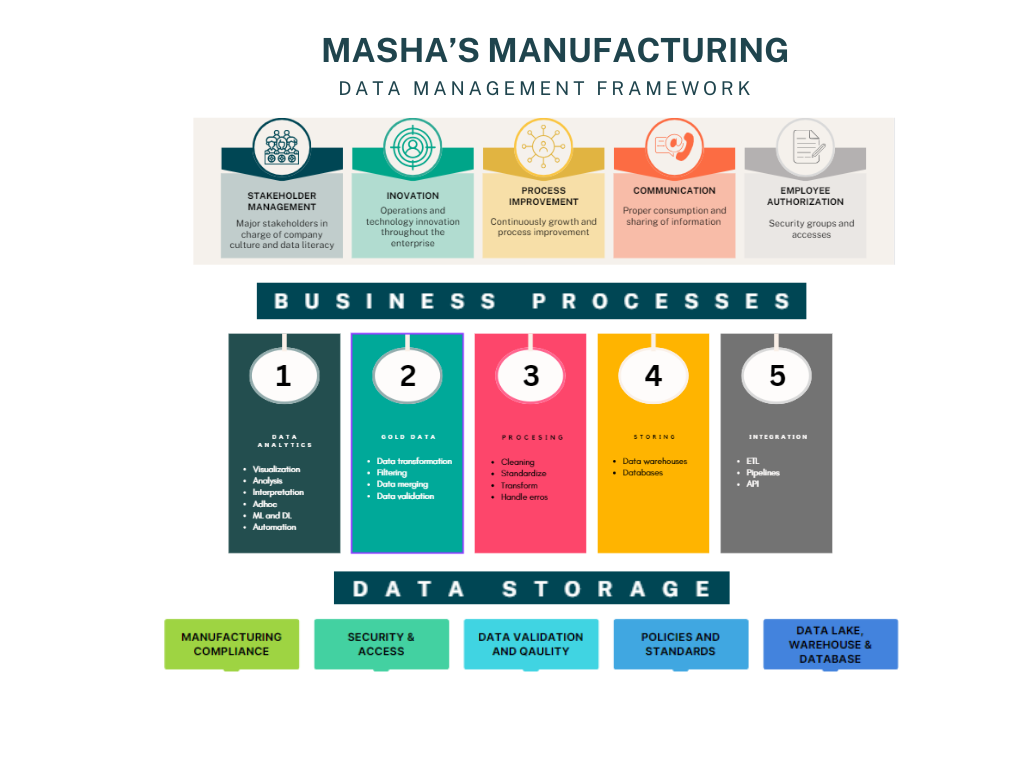 MASHA'S MANUFACTURING
DATA MANAGEMENT FRAMEWORK
STAKEHOLDER
MANAGEMENT
Major stakeholders in
charge of company
culture and data literacy
INOVATION
Operations and
technology innovation
throughout the
enterprise
PROCESS
IMPROVEMENT
Continuously growth and
process improvement
COMMUNICATION
Proper consumption and
sharing of information
EMPLOYEE
AUTHORIZATION
Security groups and
accesses
BUSINESS PROCESSES
1
DATA
ANALYTICS
• Visualization
• Analysis
• Interpretation
• Adhoc
• ML and DL
• Automation
2
GOLD DATA
• Data transformation
• Filtering
• Data merging
• Data validation
3
PROCESING
• Cleaning
• Standardize
• Transform
• Handle erros
4
STORING
• Data warehouses
• Databases
5
INTEGRATION
• ETL
• Pipelines
• API
DATA STORAGE
MANUFACTURING
COMPLIANCE
SECURITY &
ACCESS
DATA VALIDATION
AND QAULITY
POLICIES AND
STANDARDS
DATA LAKE,
WAREHOUSE &
DATABASE